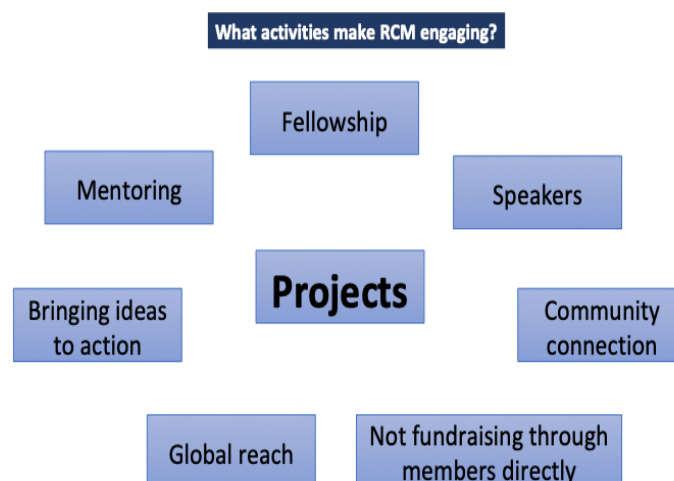 What activities make RCM engaging?
Fellowship
Mentoring
Speakers
Projects
Bringing ideas
to action
Community
connection
Global reach
Not fundraising through
members directly